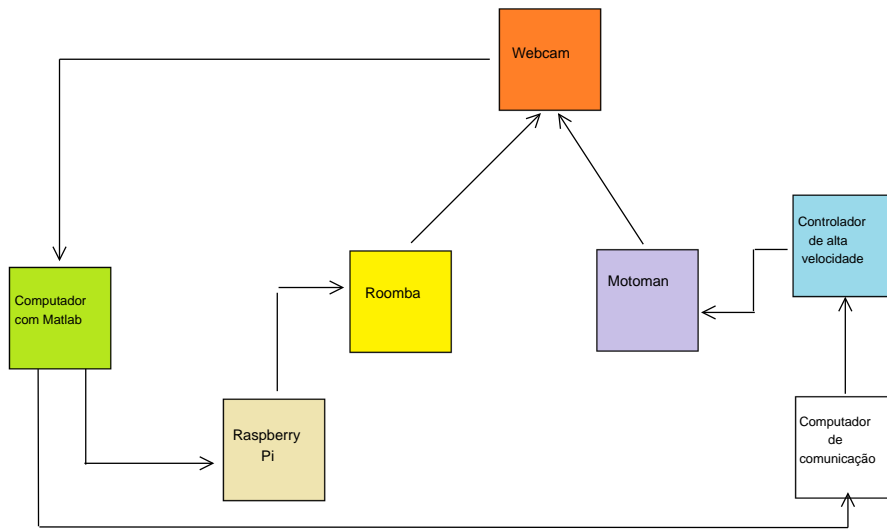 Webcam
Controlador
de alta
velocidade
Motoman
Roomba
Computador
com Matlab
Raspberry
Pi
Computador
de
comunicação